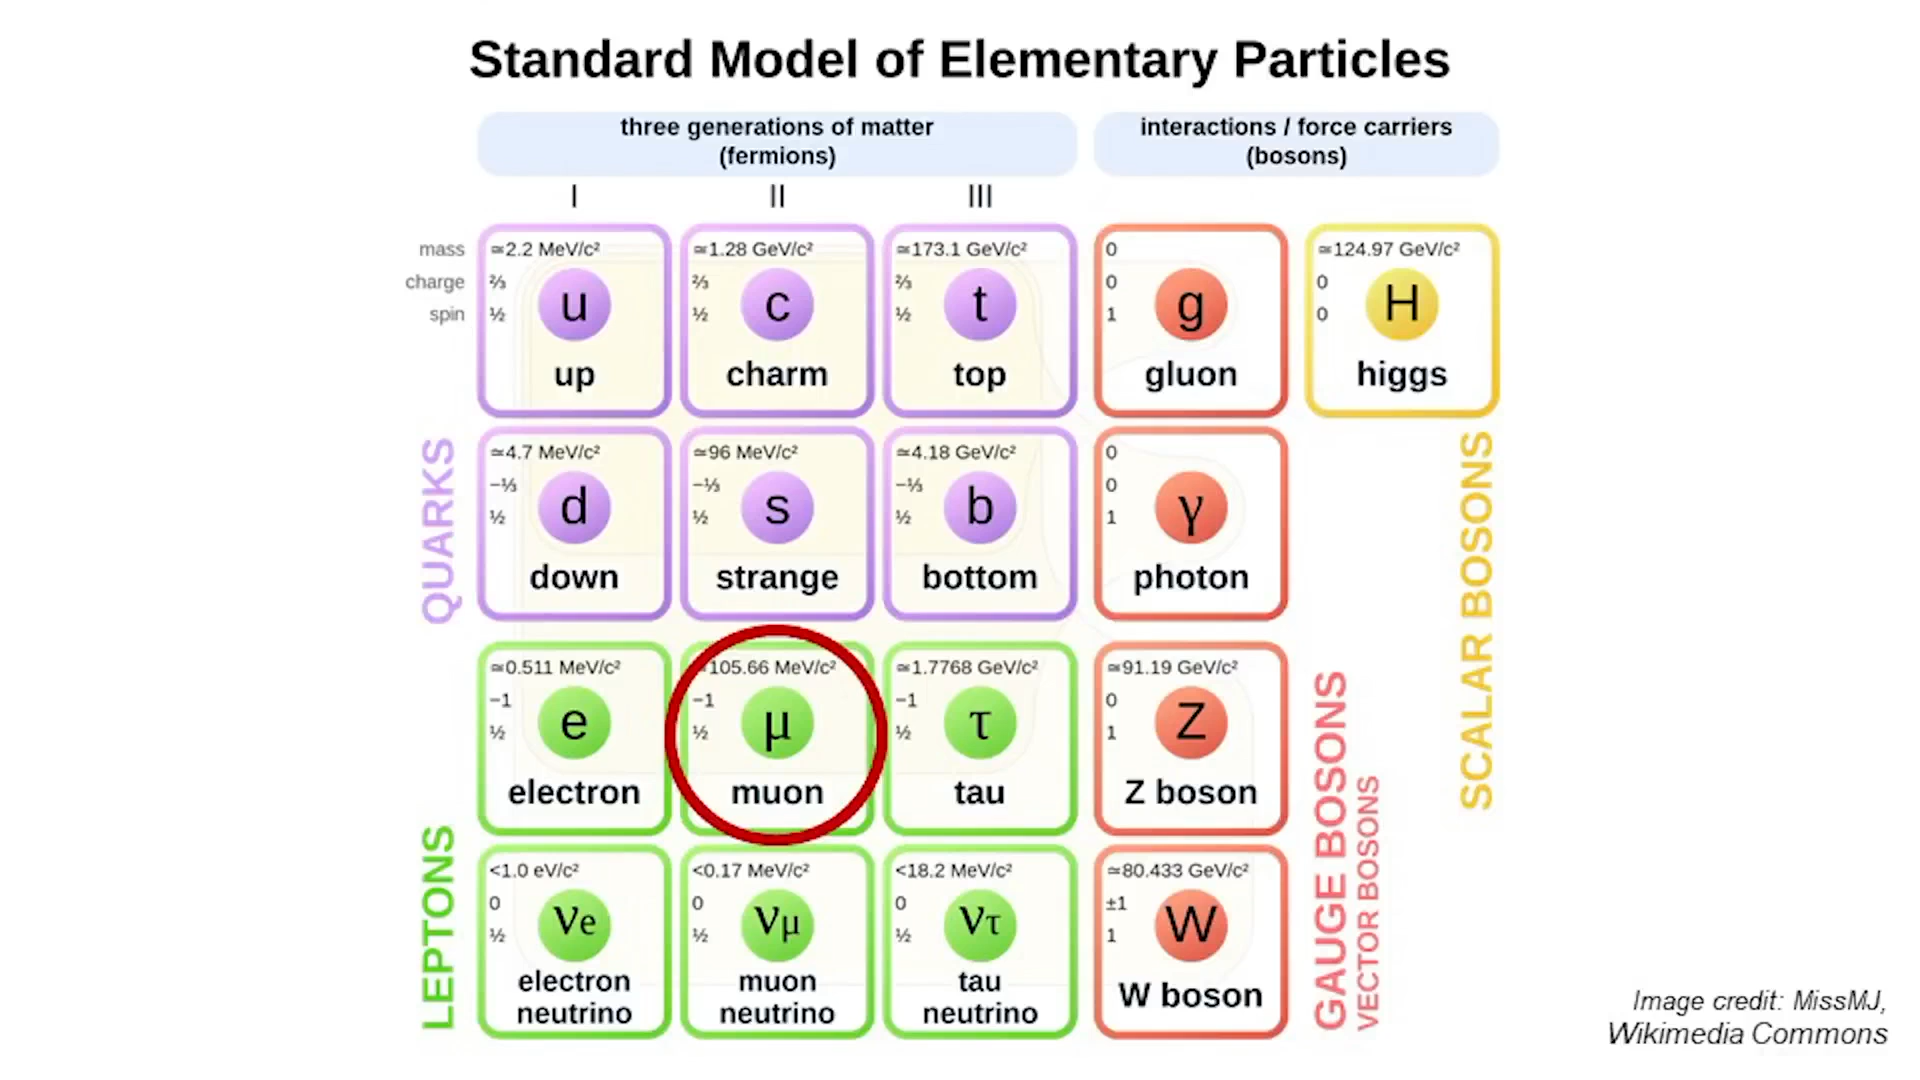 Standard Model of Elementary Particles
three generations of matter
(fermions)
interactions / force carriers
(bosons)
I
II
III
mass
charge
spin
≃2.2 MeV/c²
⅔
½
u
up
≃1.28 GeV/c²
⅔
½
c
charm
≃173.1 GeV/c²
⅔
½
t
top
0
0
1
g
gluon
≃124.97 GeV/c²
0
0
H
higgs
QUARKS
≃4.7 MeV/c²
−⅓
½
d
down
≃96 MeV/c²
−⅓
½
s
strange
≃4.18 GeV/c²
−⅓
½
b
bottom
0
0
1
γ
photon
SCALAR BOSONS
≃0.511 MeV/c²
−1
½
e
electron
105.66 MeV/c²
−1
½
μ
muon
≃1.7768 GeV/c²
−1
½
τ
tau
≃91.19 GeV/c²
0
1
Z
Z boson
LEPTONS
<1.0 eV/c²
0
½
νe
electron
neutrino
<0.17 MeV/c²
0
½
νμ
muon
neutrino
<18.2 MeV/c²
0
½
ντ
tau
neutrino
≃80.433 GeV/c²
±1
1
W
W boson
GAUGE BOSONS
VECTOR BOSONS
Image credit: MissMJ,
Wikimedia Commons